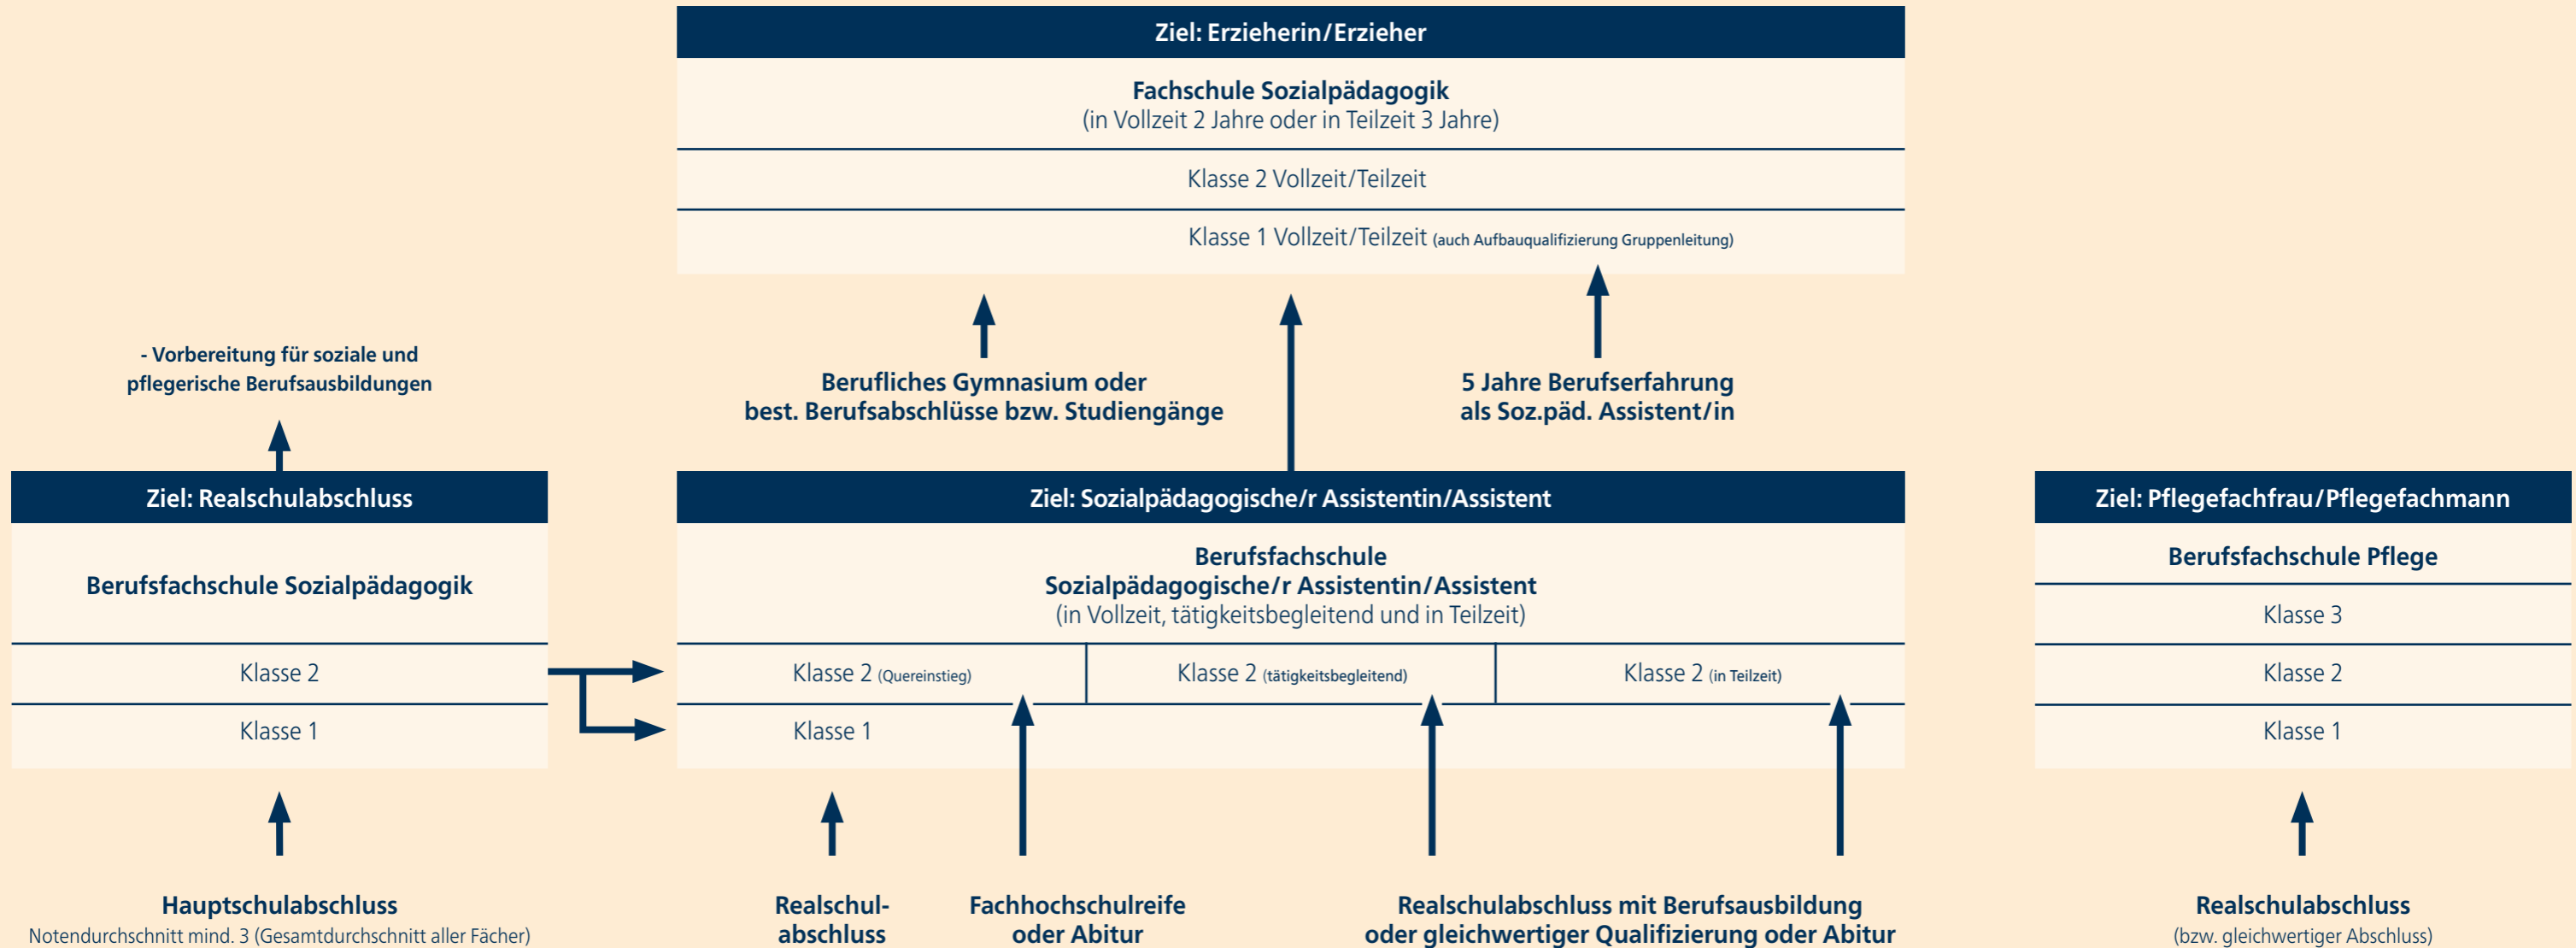 Ziel: Erzieherin/Erzieher
Fachschule Sozialpädagogik
(in Vollzeit 2 Jahre oder in Teilzeit 3 Jahre)
Klasse 2 Vollzeit/Teilzeit
Klasse 1 Vollzeit/Teilzeit (auch Aufbauqualifizierung Gruppenleitung)
- Vorbereitung für soziale und
pflegerische Berufsausbildungen
Berufliches Gymnasium oder
best. Berufsabschlüsse bzw. Studiengänge
5 Jahre Berufserfahrung
als Soz.päd. Assistent/in
Ziel: Realschulabschluss
Berufsfachschule Sozialpädagogik
Klasse 2
Klasse 1
Hauptschulabschluss
Notendurchschnitt mind. 3 (Gesamtdurchschnitt aller Fächer)
Ziel: Sozialpädagogische/r Assistentin/Assistent
Berufsfachschule
Sozialpädagogische/r Assistentin/Assistent
(in Vollzeit, tätigkeitsbegleitend und in Teilzeit)
Klasse 2 (Quereinstieg)
Klasse 2 (tätigkeitsbegleitend)
Klasse 2 (in Teilzeit)
Klasse 1
Realschul-
abschluss
Fachhochschulreife
oder Abitur
Realschulabschluss mit Berufsausbildung
oder gleichwertiger Qualifizierung oder Abitur
Ziel: Pflegefachfrau/Pflegefachmann
Berufsfachschule Pflege
Klasse 3
Klasse 2
Klasse 1
Realschulabschluss
(bzw. gleichwertiger Abschluss)